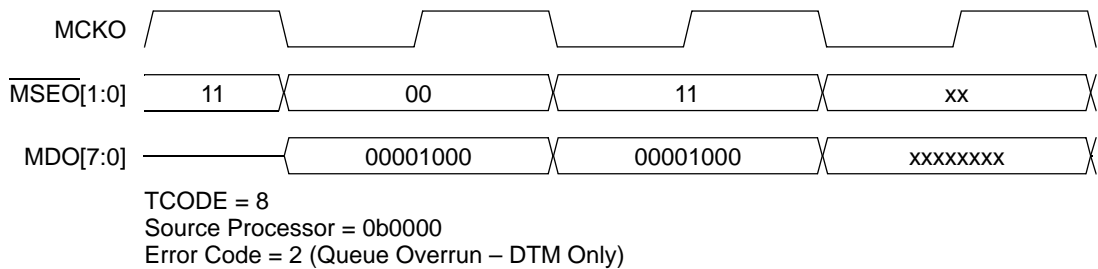 MCKO
MSEO[1:0] 11 00 11 xx
MDO[7:0] 00001000 00001000 xxxxxxxx
TCODE = 8
Source Processor = 0b0000
Error Code = 2 (Queue Overrun – DTM Only)